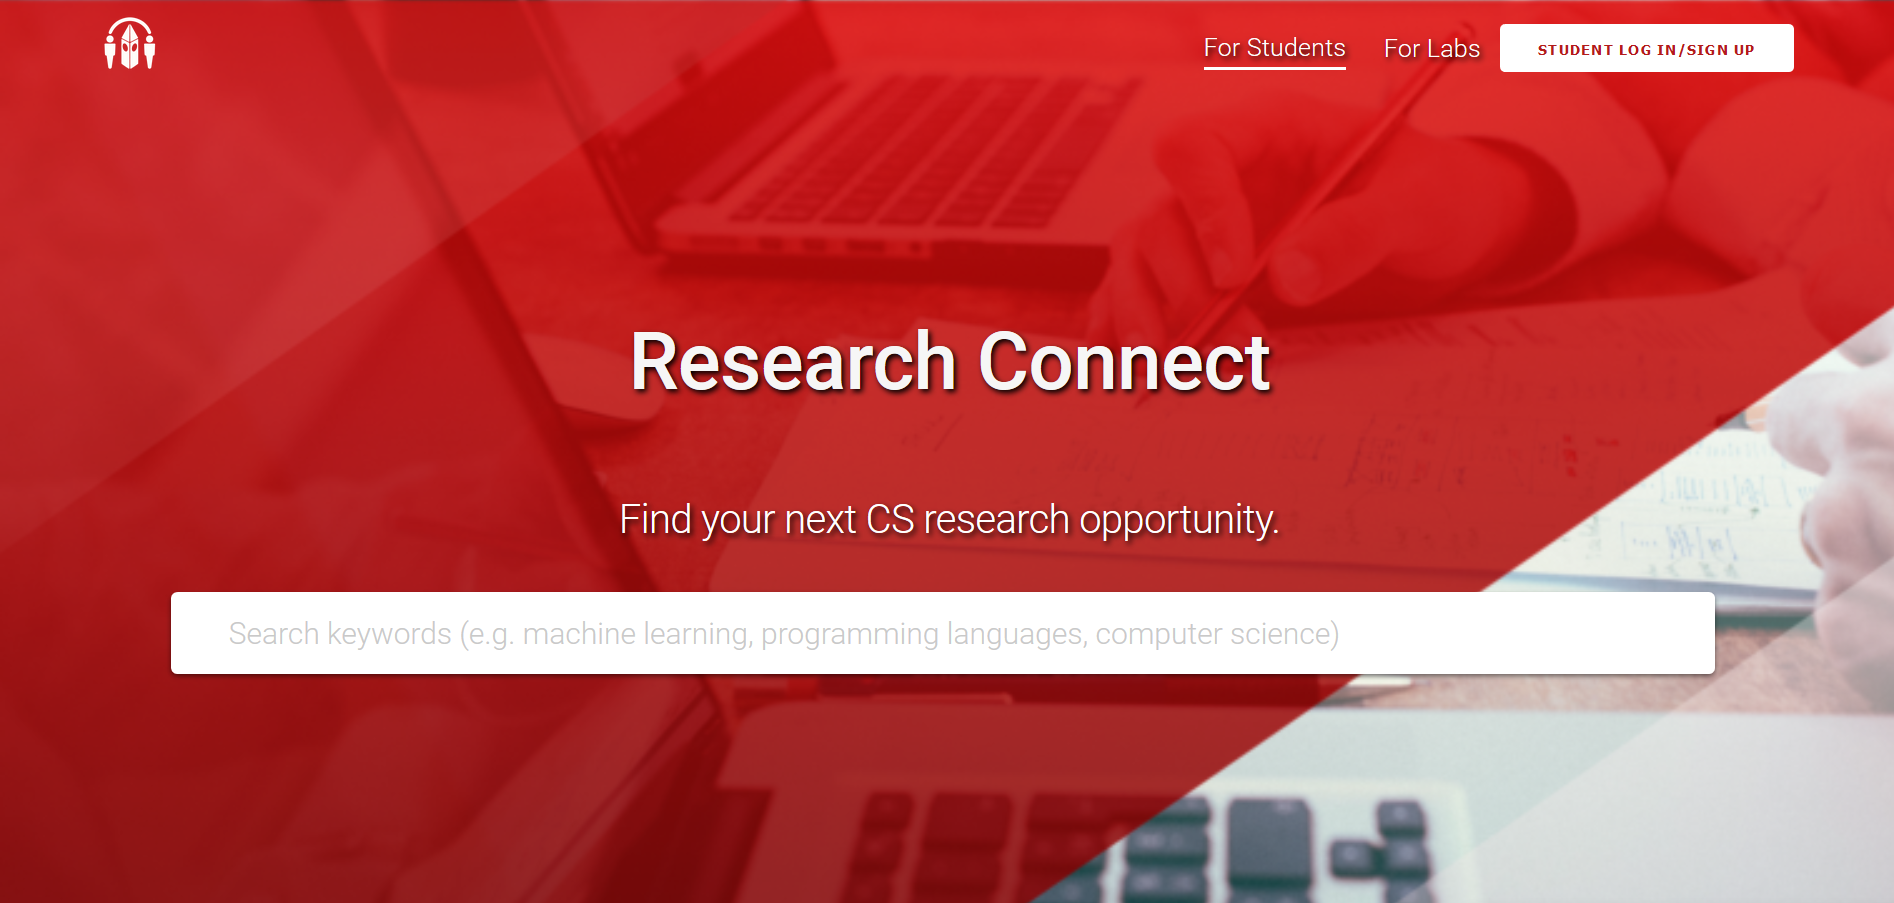 For Students
For Labs
STUDENT LOG IN/SIGN UP
Research Connect
Find your next CS research opportunity.
Search keywords (e.g. machine learning, programming languages, computer science)